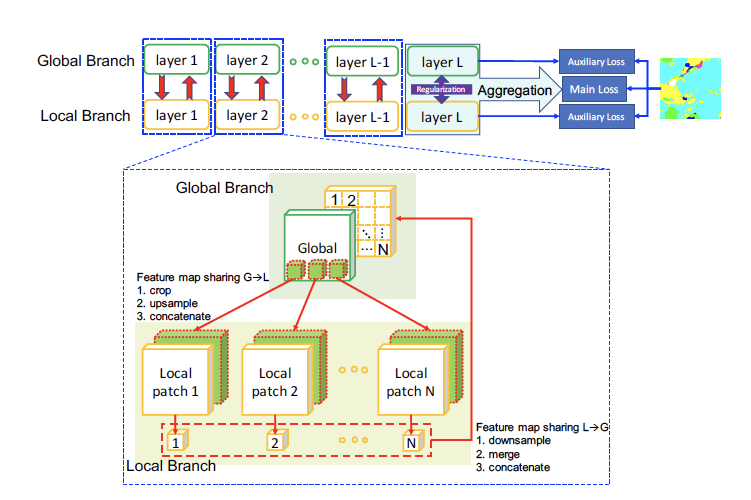 Global Branch
layer 1
layer 2
layer L-1
layer L
Auxiliary Loss
Regularization
Aggregation
Main Loss
Local Branch
layer 1
layer 2
layer L-1
layer L
Auxiliary Loss
Global Branch
1 2
... N
Global
Feature map sharing G→L
1. crop
2. upsample
3. concatenate
Local
patch 1
Local
patch 2
Local
patch N
1
2
N
Local Branch
Feature map sharing L→G
1. downsample
2. merge
3. concatenate